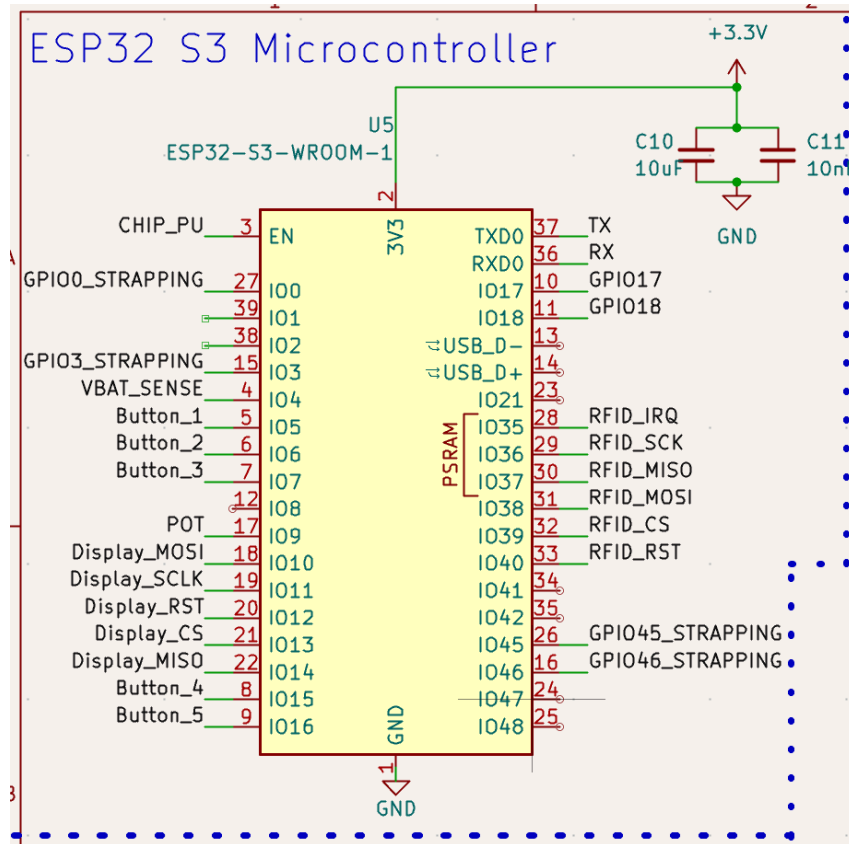 1
2
ESP32 S3 Microcontroller
+3.3V
U5
ESP32-S3-WROOM-1
C10
10uF
C11
2
CHIP_PU 3 EN
3V3
TXD0 37 TX
RXD0 36 RX
GPIO0_STRAPPING 27 IO0
IO17 10 GPIO17
39 IO1
IO18 11 GPIO18
38 IO2
USB_D- 13
GPIO3_STRAPPING 15 IO3
USB_D+ 14
VBAT_SENSE 4 IO4
IO21 23
Button_1 5 IO5
IO35 28 RFID_IRQ
Button_2 6 IO6
IO36 29 RFID_SCK
Button_3 7 IO7
IO37 30 RFID_MISO
PSRAM
12 IO8
IO38 31 RFID_MOSI
POT 17 IO9
IO39 32 RFID_CS
Display_MOSI 18 IO10
IO40 33 RFID_RST
Display_SCLK 19 IO11
IO41 34
Display_RST 20 IO12
IO42 35
Display_CS 21 IO13
IO45 26 GPIO45_STRAPPING
Display_MISO 22 IO14
IO46 16 GPIO46_STRAPPING
Button_4 8 IO15
IO47 24
Button_5 9 IO16
IO48 25
GND
1
GND
GND
B